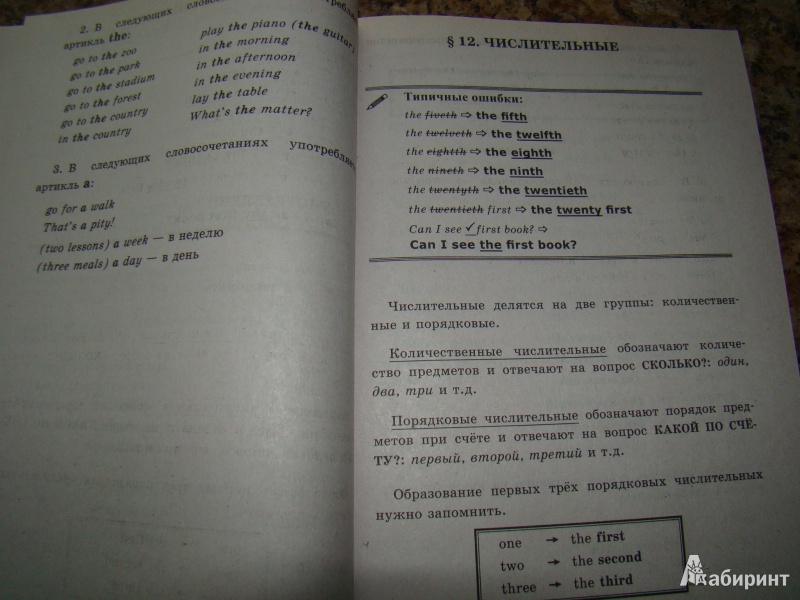 2. В следующих
артикль the:
go to the zoo
go to the park
go to the stadium
go to the forest
go to the country
in the country
play the piano (the guitar)
in the morning
in the afternoon
in the evening
lay the table
What's the matter?
3. В следующих словосочетаниях
артикль a:
go for a walk
That's a pity!
(two lessons) a week — в неделю
(three meals) a day — в день
§ 12. ЧИСЛИТЕЛЬНЫЕ
Типичные ошибки:
the fiveth ⇨ the fifth
the twelveth ⇨ the twelfth
the eightth ⇨ the eighth
the nineth ⇨ the ninth
the twentyth ⇨ the twentieth
the twentieth first ⇨ the twenty first
Can I see ✓ first book? ⇨
Can I see the first book?
Числительные делятся на две группы: количествен-
ные и порядковые.
Количественные числительные обозначают количе-
ство предметов и отвечают на вопрос СКОЛЬКО?: один,
два, три и т.д.
Порядковые числительные обозначают порядок пред-
метов при счёте и отвечают на вопрос КАКОЙ ПО СЧЁ-
ТУ?: первый, второй, третий и т.д.
Образование первых трёх порядковых числительных
нужно запомнить.
one → the first
two → the second
three → the third
Лабиринт